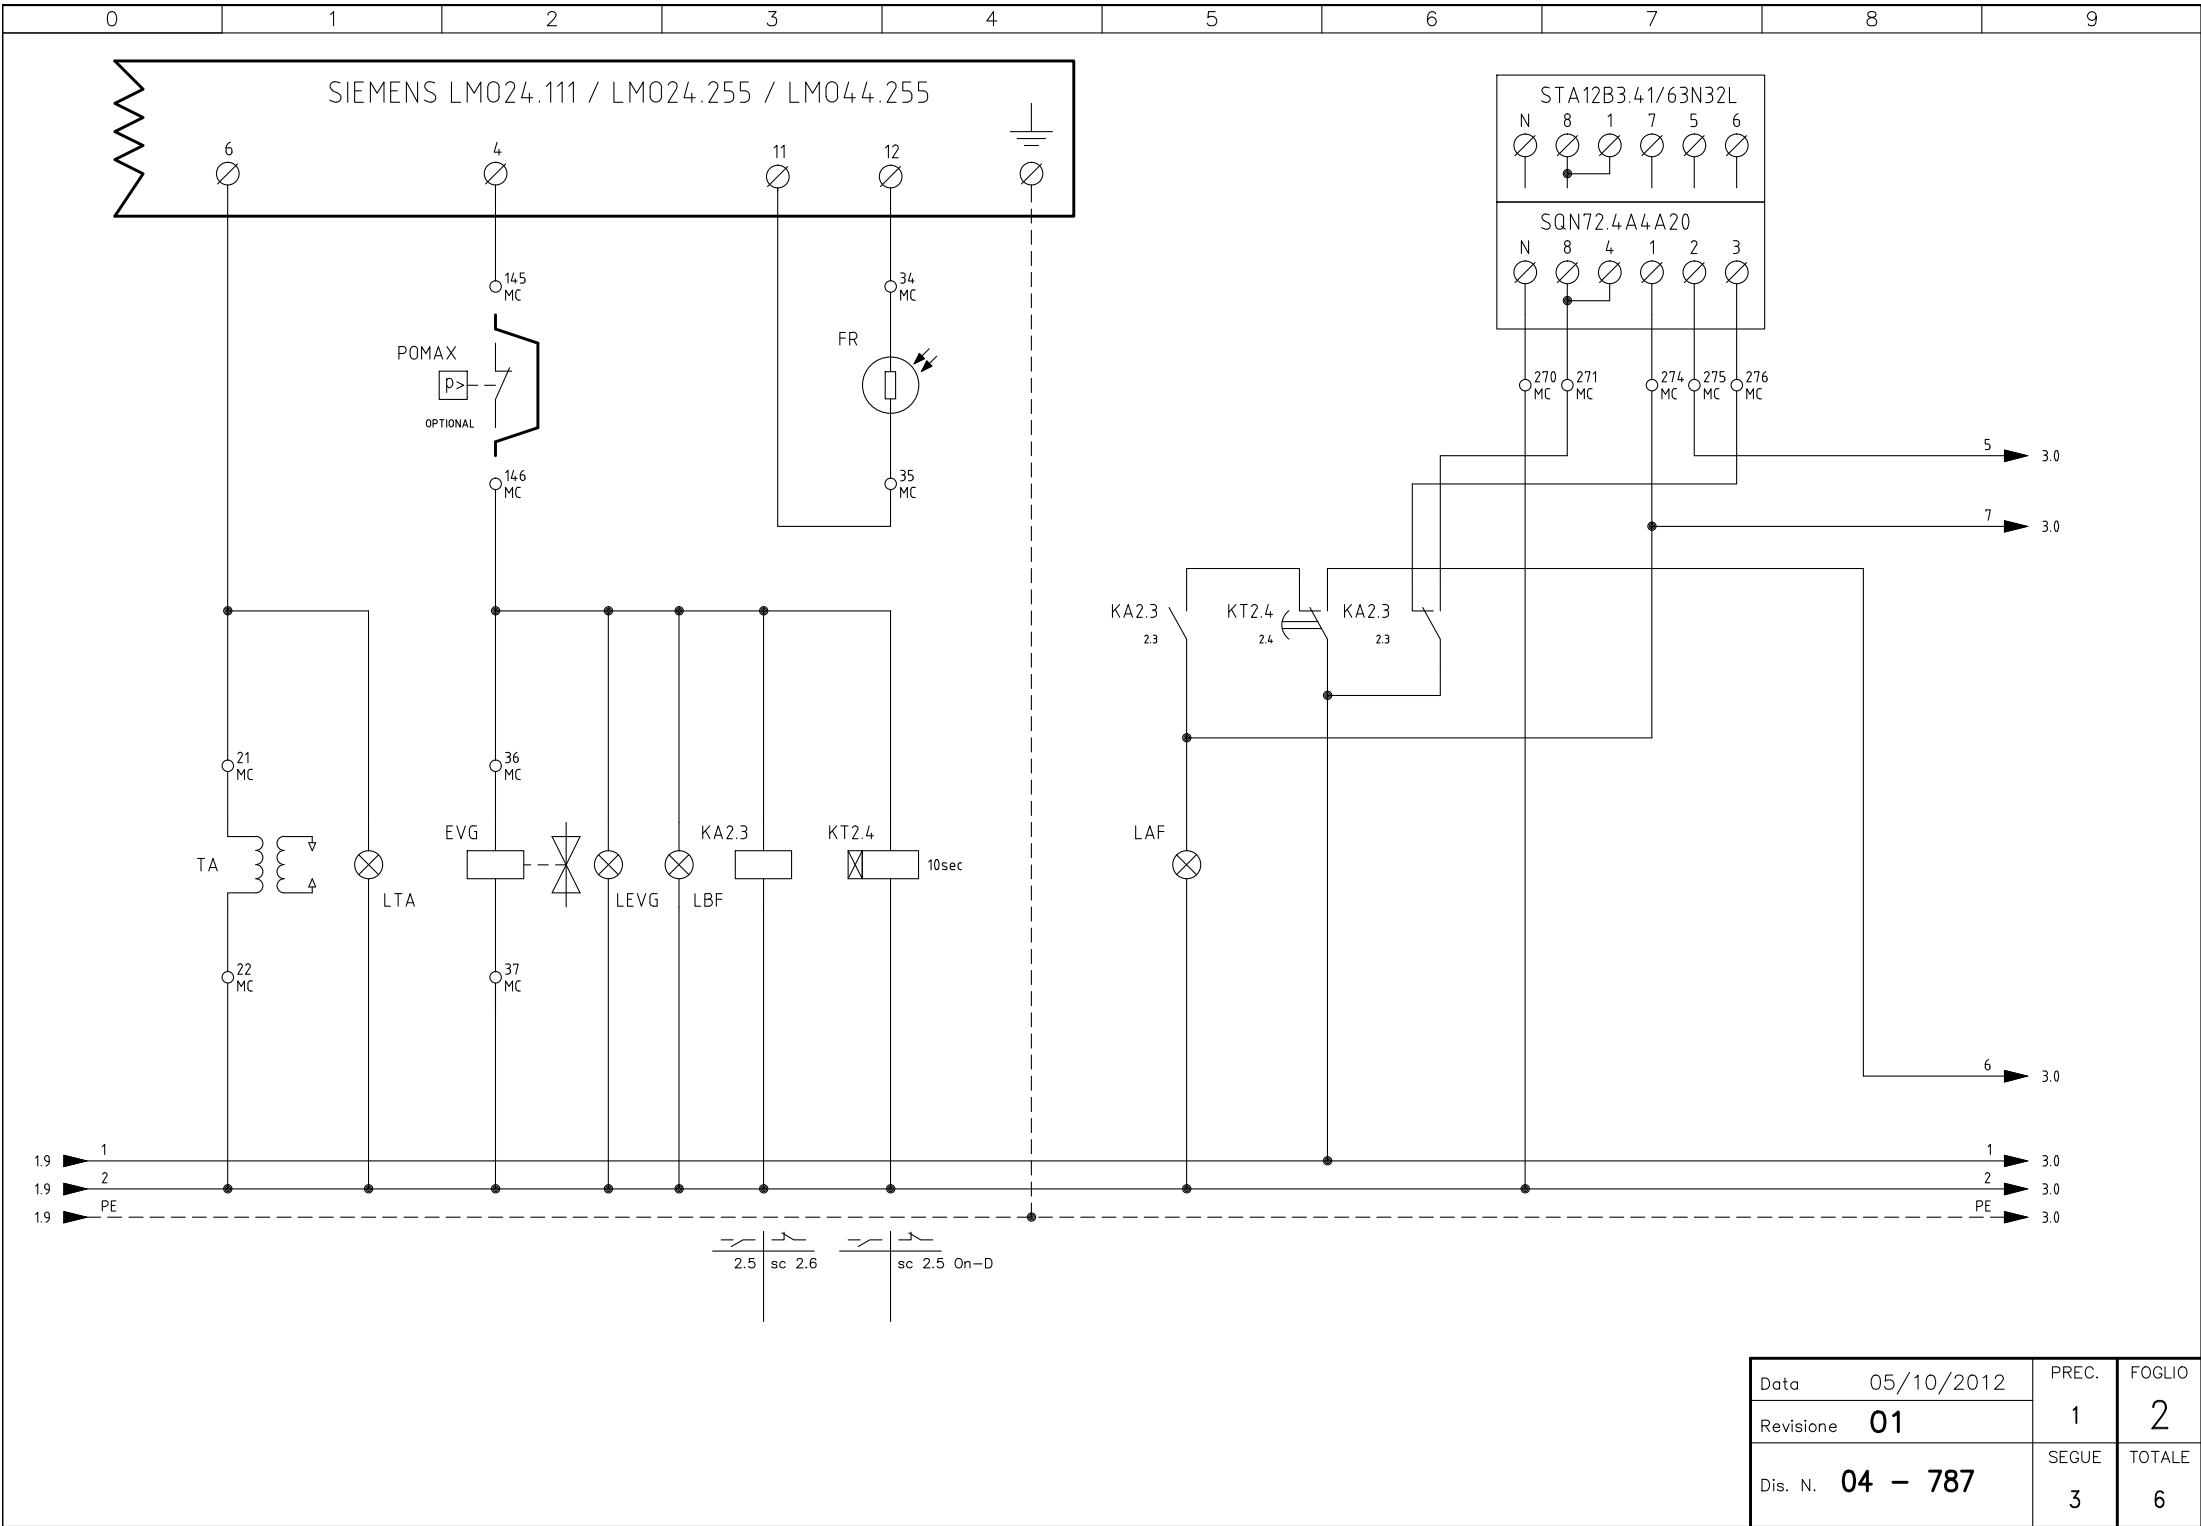 0 1 2 3 4 5 6 7 8 9
SIEMENS LMO24.111 / LMO24.255 / LMO44.255
6 4 11 12
STA12B3.41/63N32L
N 8 1 7 5 6
SQN72.4A4A20
N 8 4 1 2 3
145
MC
34
MC
POMAX
p>
OPTIONAL
FR
270
MC
271
MC
274
MC
275
MC
276
MC
146
MC
35
MC
5 3.0
7 3.0
KA2.3
2.3
KT2.4
2.4
KA2.3
2.3
21
MC
36
MC
TA
LTA
EVG
LEVG
LBF
KA2.3
KT2.4
10sec
LAF
22
MC
37
MC
6 3.0
1.9 1 1 3.0
1.9 2 2 3.0
1.9 PE PE 3.0
2.5 sc 2.6
sc 2.5 On-D
Data 05/10/2012
Revisione 01
Dis. N. 04 - 787
PREC.
1
FOGLIO
2
SEGUE
3
TOTALE
6